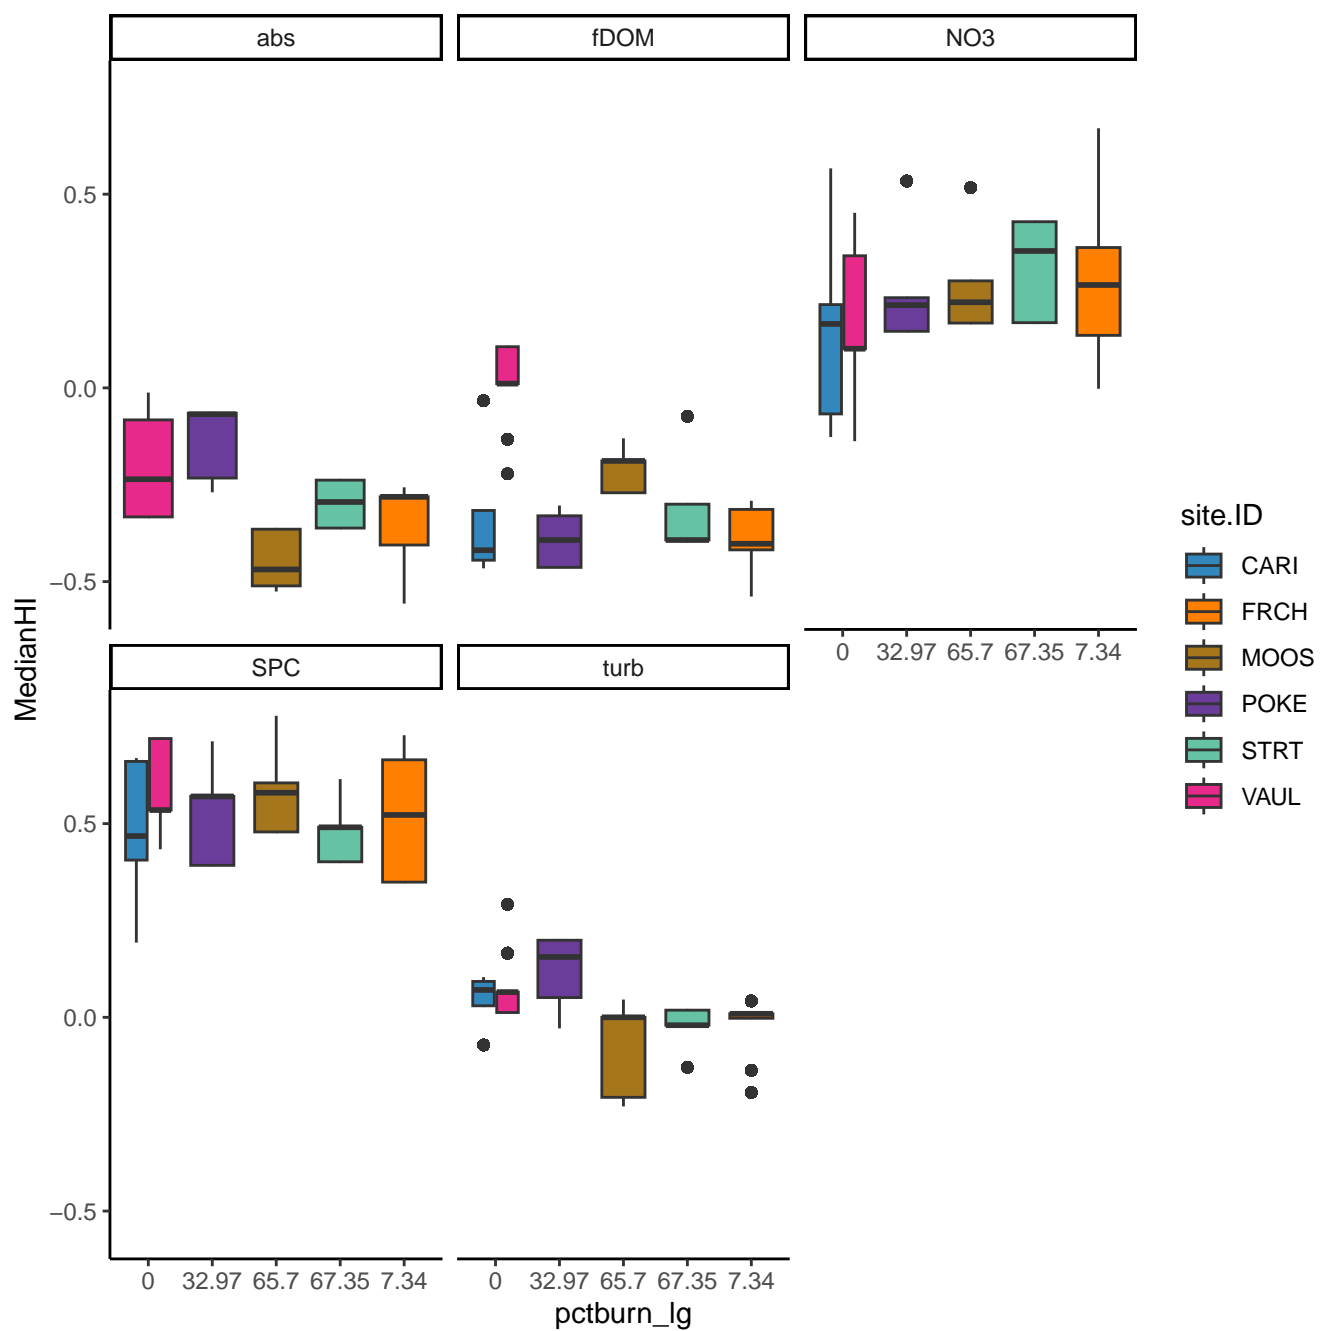 abs
fDOM
NO3
0.5
0.0
−0.5
0 32.97 65.7 67.35 7.34
SPC
turb
0.5
0.0
−0.5
0 32.97 65.7 67.35 7.34
0 32.97 65.7 67.35 7.34
pctburn_lg
MedianHI
site.ID
CARI
FRCH
MOOS
POKE
STRT
VAUL